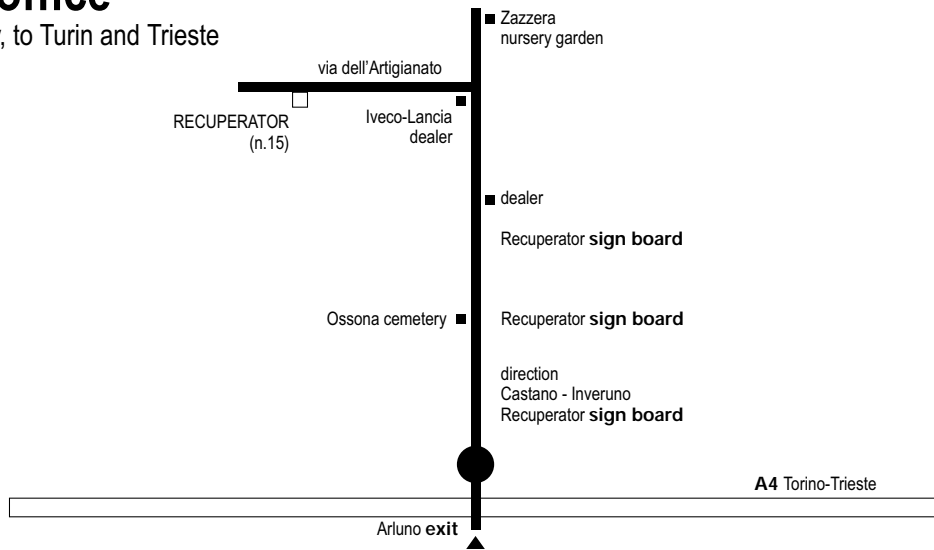 to Turin and Trieste
Zazzera
nursery garden
via dell'Artigianato
RECUPERATOR
(n.15)
Iveco-Lancia
dealer
dealer
Recuperator sign board
Ossona cemetery
Recuperator sign board
direction
Castano - Inveruno
Recuperator sign board
A4 Torino-Trieste
Arluno exit